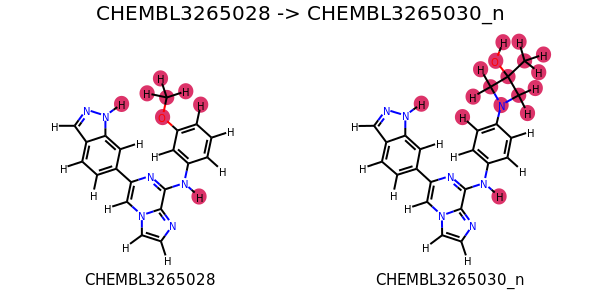 CHEMBL3265028 -> CHEMBL3265030_n
H H H H O H H H H H H N N H H H H N N N N H H H
H O H H H H H H H N H H H H H H H N N H H H H N N N N H H H
CHEMBL3265028
CHEMBL3265030_n